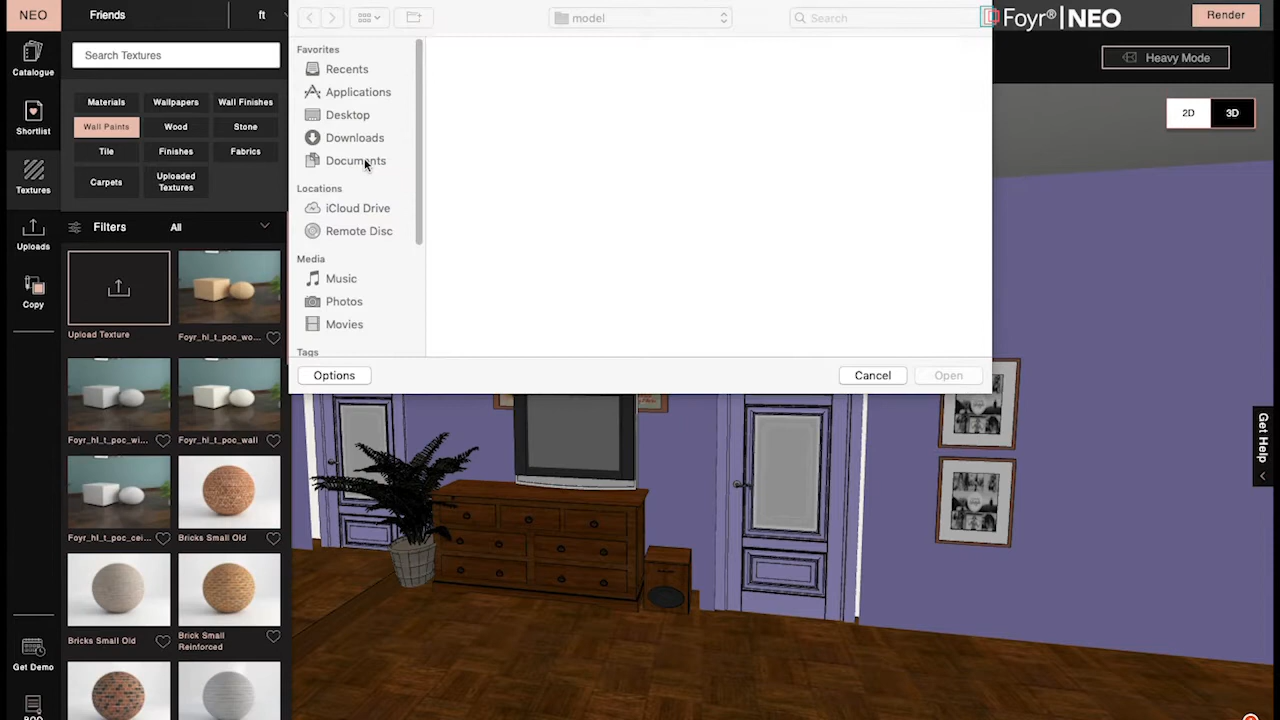 NEO
Friends
ft
model
Search
Foyr® | NEO
Render
Catalogue
Search Textures
Favorites
Recents
Applications
Desktop
Downloads
Documents
Heavy Mode
Materials
Wallpapers
Wall Finishes
2D
3D
Shortlist
Wall Paints
Wood
Stone
Tile
Finishes
Fabrics
Carpets
Uploaded
Textures
Textures
Locations
iCloud Drive
Remote Disc
Filters
All
Uploads
Media
Music
Photos
Movies
Tags
Copy
Upload Texture
Foyr_hl_t_poc_wo...
Options
Cancel
Open
Foyr_hl_t_poc_wi...
Foyr_hl_t_poc_wall
Get Help
Foyr_hl_t_poc_cei...
Bricks Small Old
Bricks Small Old
Brick Small
Reinforced
Get Demo